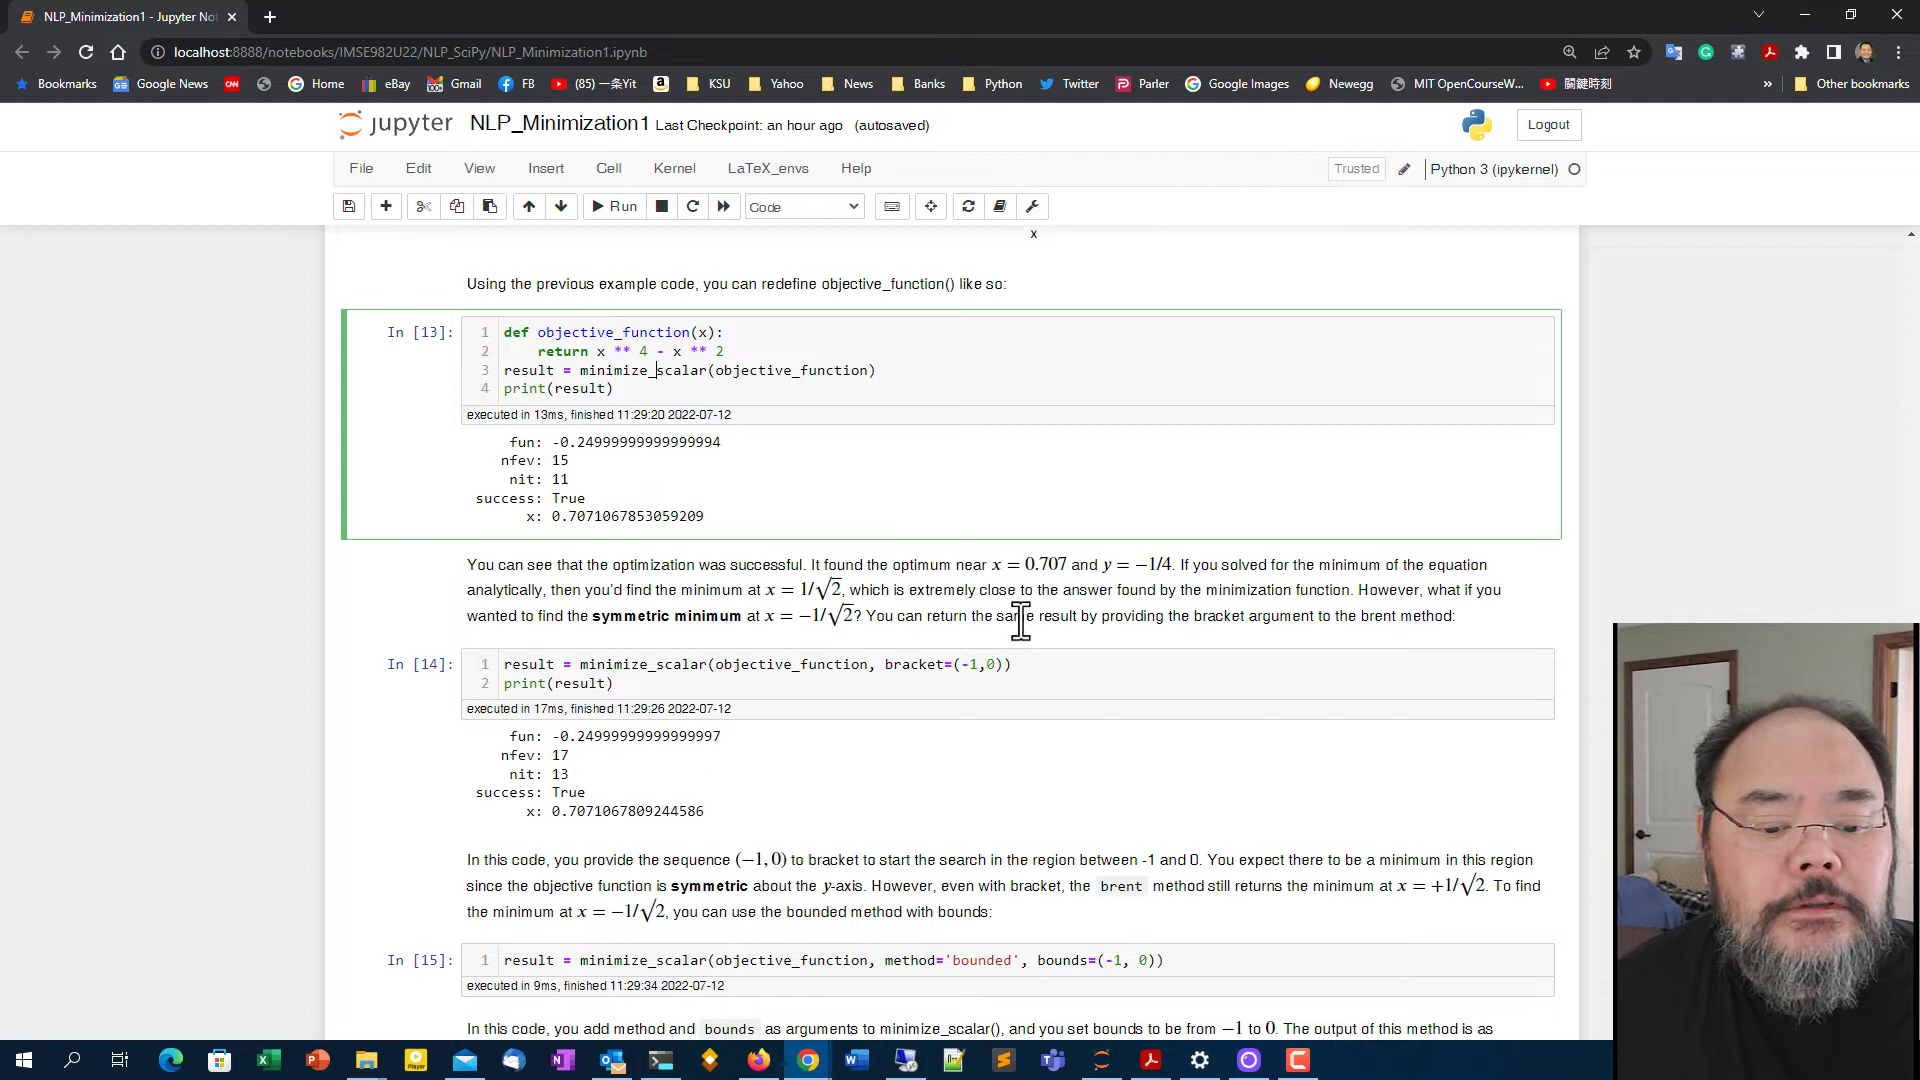 NLP_Minimization1 - Jupyter No
localhost:8888/notebooks/IMSE982U22/NLP_SciPy/NLP_Minimization1.ipynb
Bookmarks Google News CNN Home eBay Gmail FB (85) 一条Yit KSU Yahoo News Banks Python Twitter Parler Google Images Newegg MIT OpenCourseW... 關鍵時刻 » Other bookmarks
jupyter NLP_Minimization1 Last Checkpoint: an hour ago (autosaved) Logout
File Edit View Insert Cell Kernel LaTeX_envs Help Trusted Python 3 (ipykernel)
Run Code
x
Using the previous example code, you can redefine objective_function() like so:
In [13]: 1 def objective_function(x):
2 return x ** 4 - x ** 2
3 result = minimize_scalar(objective_function)
4 print(result)
executed in 13ms, finished 11:29:20 2022-07-12
fun: -0.24999999999999994
nfev: 15
nit: 11
success: True
x: 0.7071067853059209
You can see that the optimization was successful. It found the optimum near x = 0.707 and y = −1/4. If you solved for the minimum of the equation
analytically, then you'd find the minimum at x = 1/√2, which is extremely close to the answer found by the minimization function. However, what if you
wanted to find the symmetric minimum at x = −1/√2? You can return the same result by providing the bracket argument to the brent method:
In [14]: 1 result = minimize_scalar(objective_function, bracket=(-1,0))
2 print(result)
executed in 17ms, finished 11:29:26 2022-07-12
fun: -0.24999999999999997
nfev: 17
nit: 13
success: True
x: 0.7071067809244586
In this code, you provide the sequence (−1, 0) to bracket to start the search in the region between -1 and 0. You expect there to be a minimum in this region
since the objective function is symmetric about the y-axis. However, even with bracket, the brent method still returns the minimum at x = +1/√2. To find
the minimum at x = −1/√2, you can use the bounded method with bounds:
In [15]: 1 result = minimize_scalar(objective_function, method='bounded', bounds=(-1, 0))
executed in 9ms, finished 11:29:34 2022-07-12
In this code, you add method and bounds as arguments to minimize_scalar(), and you set bounds to be from −1 to 0. The output of this method is as